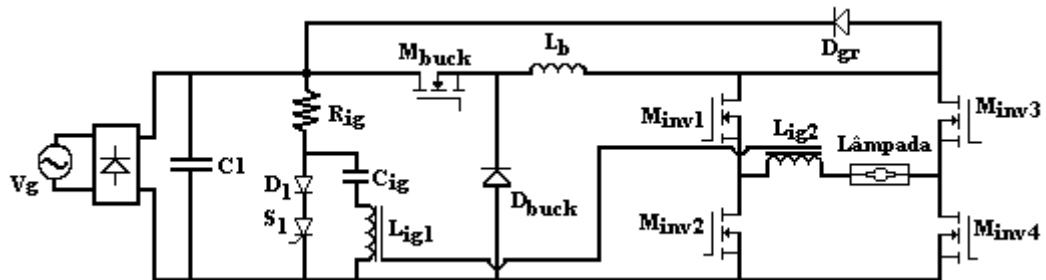 Dgr
Mbuck
Lb
Rig
Minv1
Minv3
Lig2
Lâmpada
Vg
C1
D1
Cig
S1
Lig1
Dbuck
Minv2
Minv4